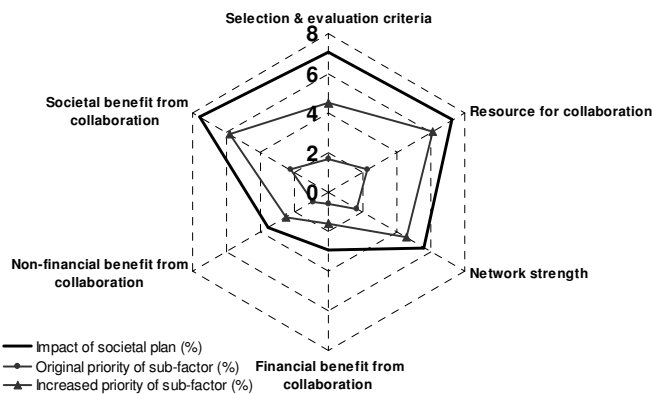 Selection & evaluation criteria
8
6
4
2
0
Societal benefit from
collaboration
Resource for collaboration
Non-financial benefit from
collaboration
Network strength
Financial benefit from
collaboration
Impact of societal plan (%)
Original priority of sub-factor (%)
Increased priority of sub-factor (%)